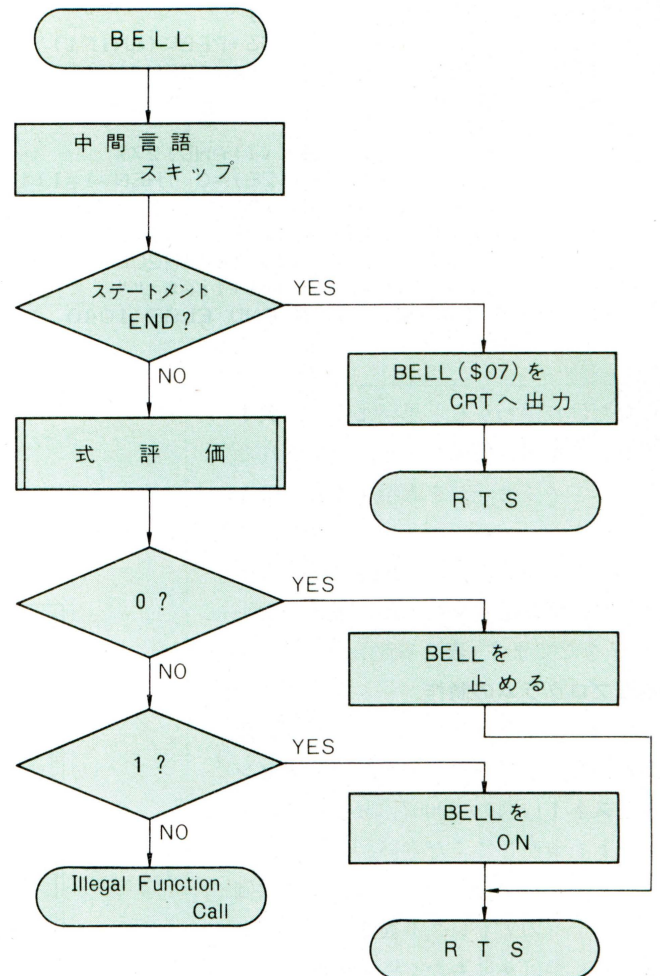 BELL
中間言語
スキップ
ステートメント
END?
YES
NO
BELL($07)を
CRTへ出力
RTS
式評価
0?
YES
NO
BELLを
止める
1?
YES
NO
BELLを
ON
Illegal Function
Call
RTS